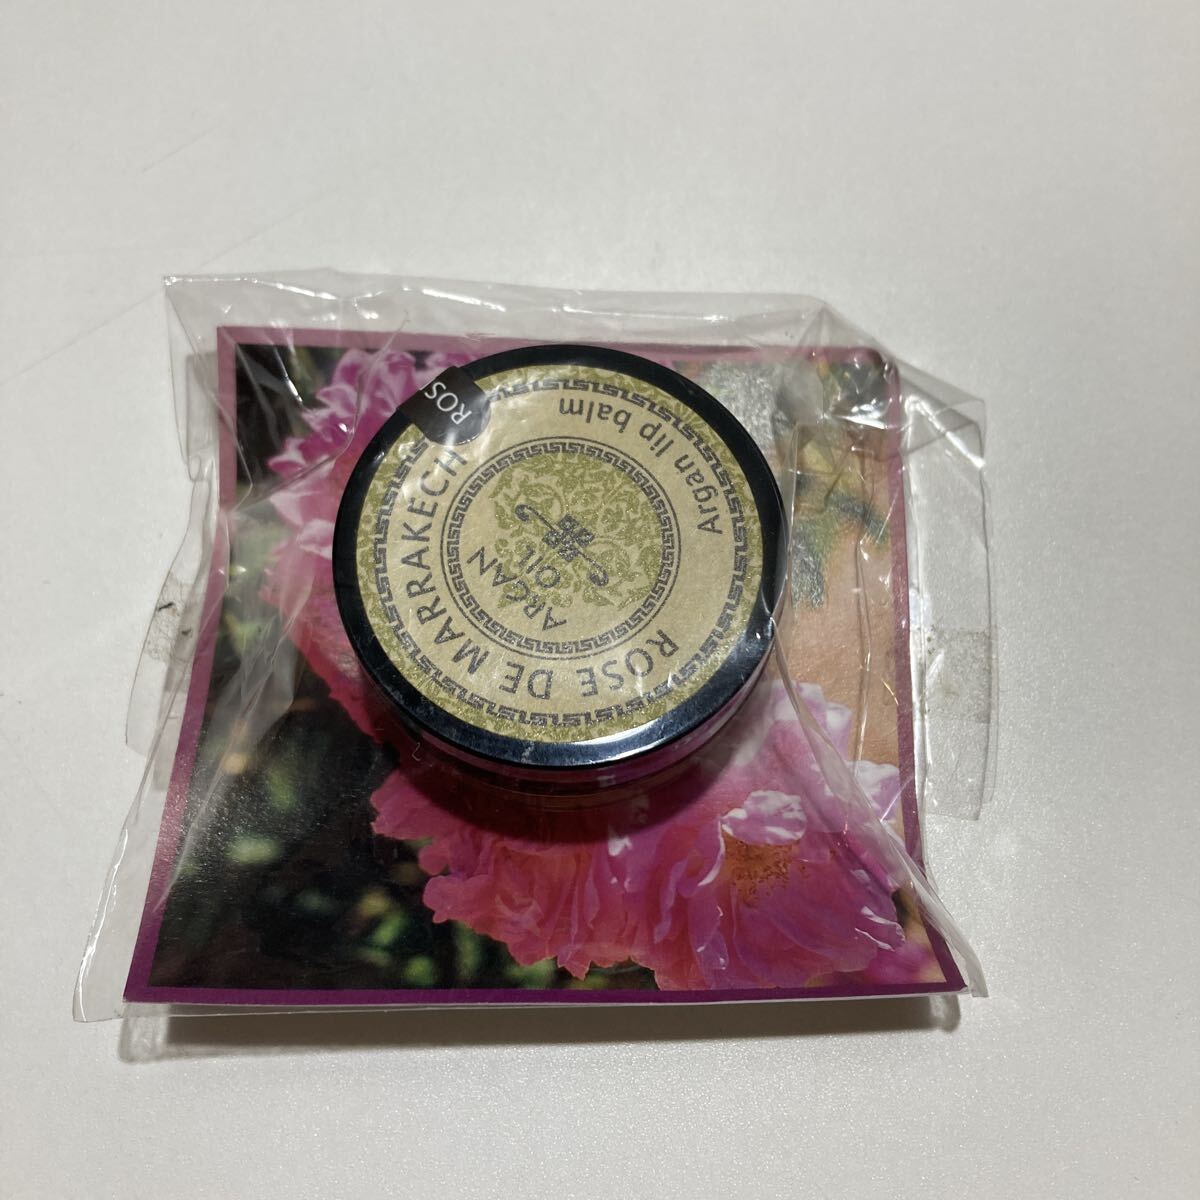 ROSE DE MARRAKECH
Argan lip balm
ARGAN
OIL
ROS